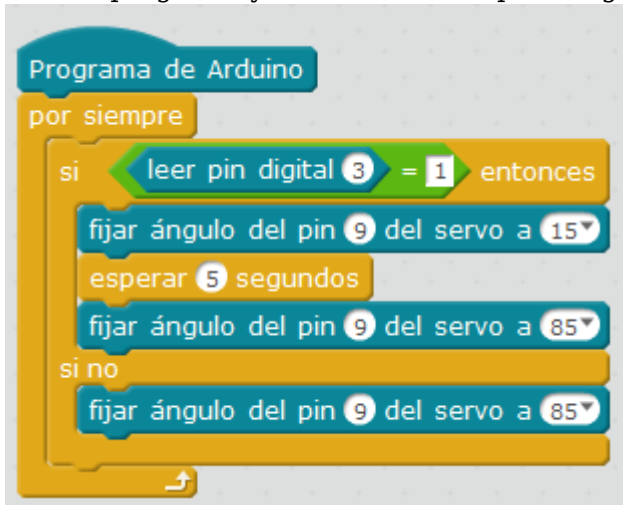 Programa de Arduino
por siempre
si leer pin digital 3 = 1 entonces
fijar ángulo del pin 9 del servo a 15
esperar 5 segundos
fijar ángulo del pin 9 del servo a 85
si no
fijar ángulo del pin 9 del servo a 85